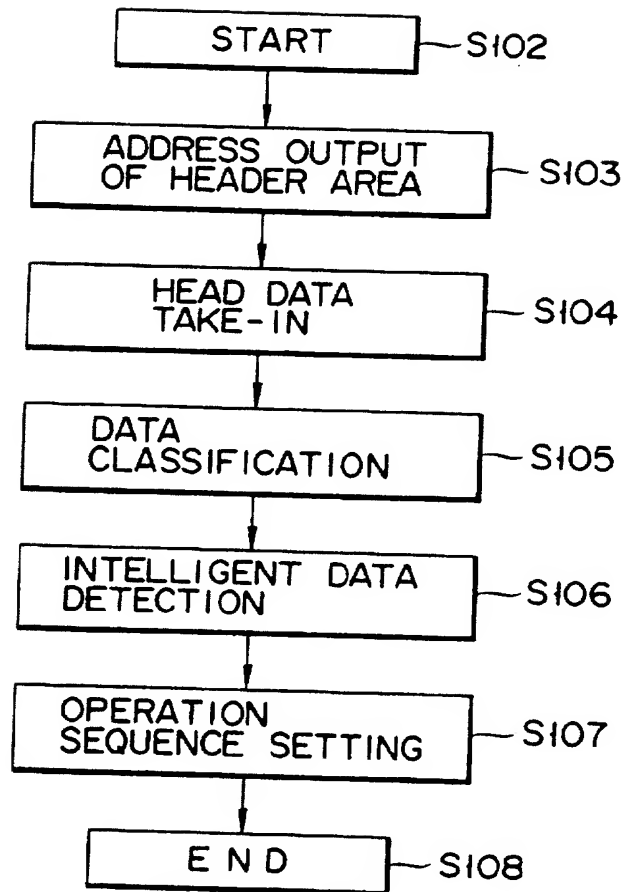 START
S102
ADDRESS OUTPUT
OF HEADER AREA
S103
HEAD DATA
TAKE-IN
S104
DATA
CLASSIFICATION
S105
INTELLIGENT DATA
DETECTION
S106
OPERATION
SEQUENCE SETTING
S107
END
S108